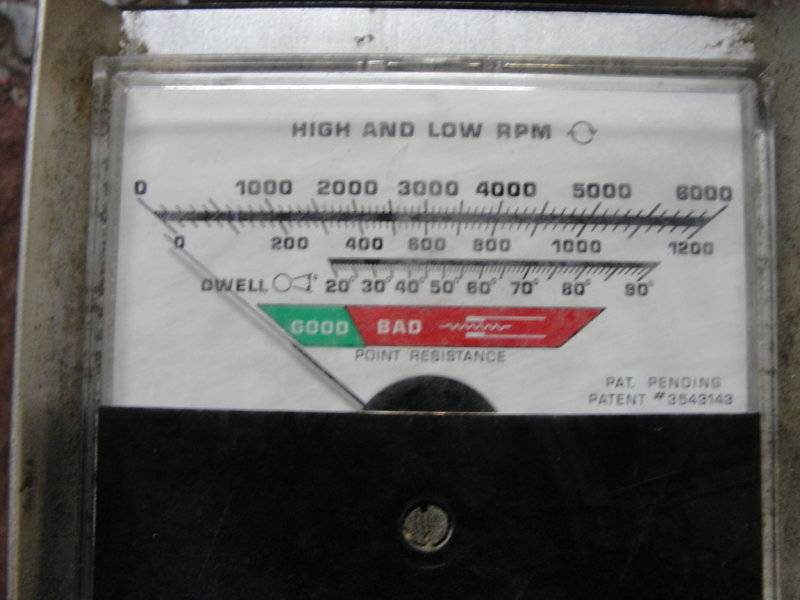 HIGH AND LOW RPM
0 1000 2000 3000 4000 5000 6000
0 200 400 600 800 1000 1200
DWELL 20° 30° 40° 50° 60° 70° 80° 90°
GOOD BAD
POINT RESISTANCE
PAT. PENDING
PATENT #3543143